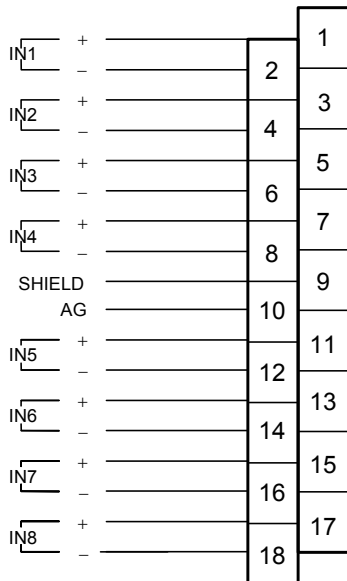 IN1 + 1
− 2
IN2 + 3
− 4
IN3 + 5
− 6
IN4 + 7
− 8
SHIELD 9
AG 10
IN5 + 11
− 12
IN6 + 13
− 14
IN7 + 15
− 16
IN8 + 17
− 18